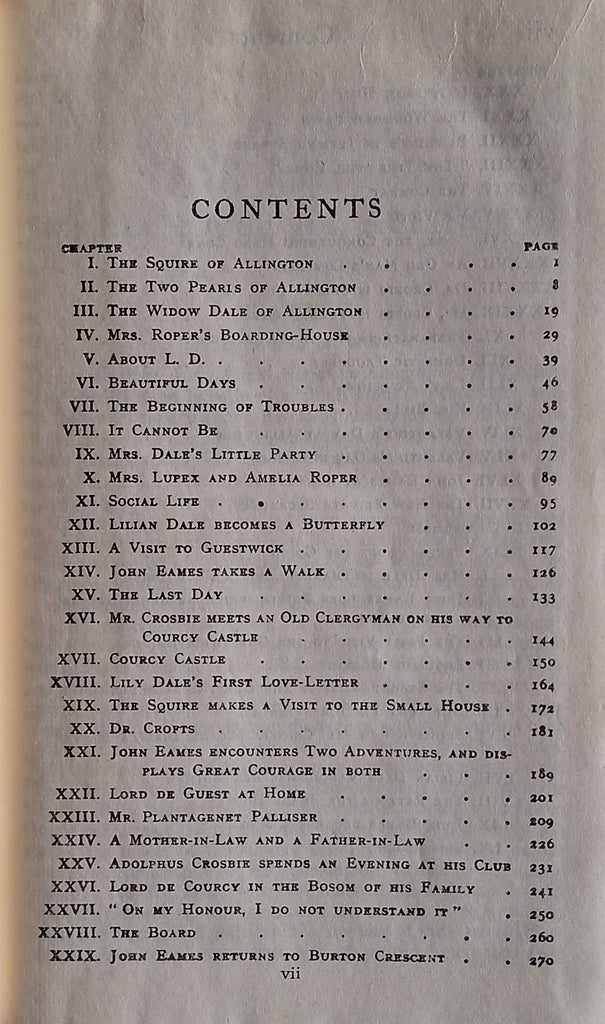 CONTENTS
CHAPTER PAGE
I. The Squire of Allington . . . . . 1
II. The Two Pearls of Allington . . . . 8
III. The Widow Dale of Allington . . . . 19
IV. Mrs. Roper's Boarding-House . . . . 29
V. About L. D. . . . . . . . . 39
VI. Beautiful Days . . . . . . . 46
VII. The Beginning of Troubles . . . . . 58
VIII. It Cannot Be . . . . . . . 70
IX. Mrs. Dale's Little Party . . . . . 77
X. Mrs. Lupex and Amelia Roper . . . . 89
XI. Social Life . . . . . . . . 95
XII. Lilian Dale becomes a Butterfly . . . 102
XIII. A Visit to Guestwick . . . . . . 117
XIV. John Eames takes a Walk . . . . . 126
XV. The Last Day . . . . . . . 133
XVI. Mr. Crosbie meets an Old Clergyman on his way to
Courcy Castle . . . . . . 144
XVII. Courcy Castle . . . . . . . 150
XVIII. Lily Dale's First Love-Letter . . . . 164
XIX. The Squire makes a Visit to the Small House . 172
XX. Dr. Crofts . . . . . . . . 181
XXI. John Eames encounters Two Adventures, and dis-
plays Great Courage in both . . . 189
XXII. Lord de Guest at Home . . . . . 201
XXIII. Mr. Plantagenet Palliser . . . . . 209
XXIV. A Mother-in-Law and a Father-in-Law . . 226
XXV. Adolphus Crosbie spends an Evening at his Club 231
XXVI. Lord de Courcy in the Bosom of his Family . 241
XXVII. "On my Honour, I do not understand it" . 250
XXVIII. The Board . . . . . . . . 260
XXIX. John Eames returns to Burton Crescent . . 270
vii